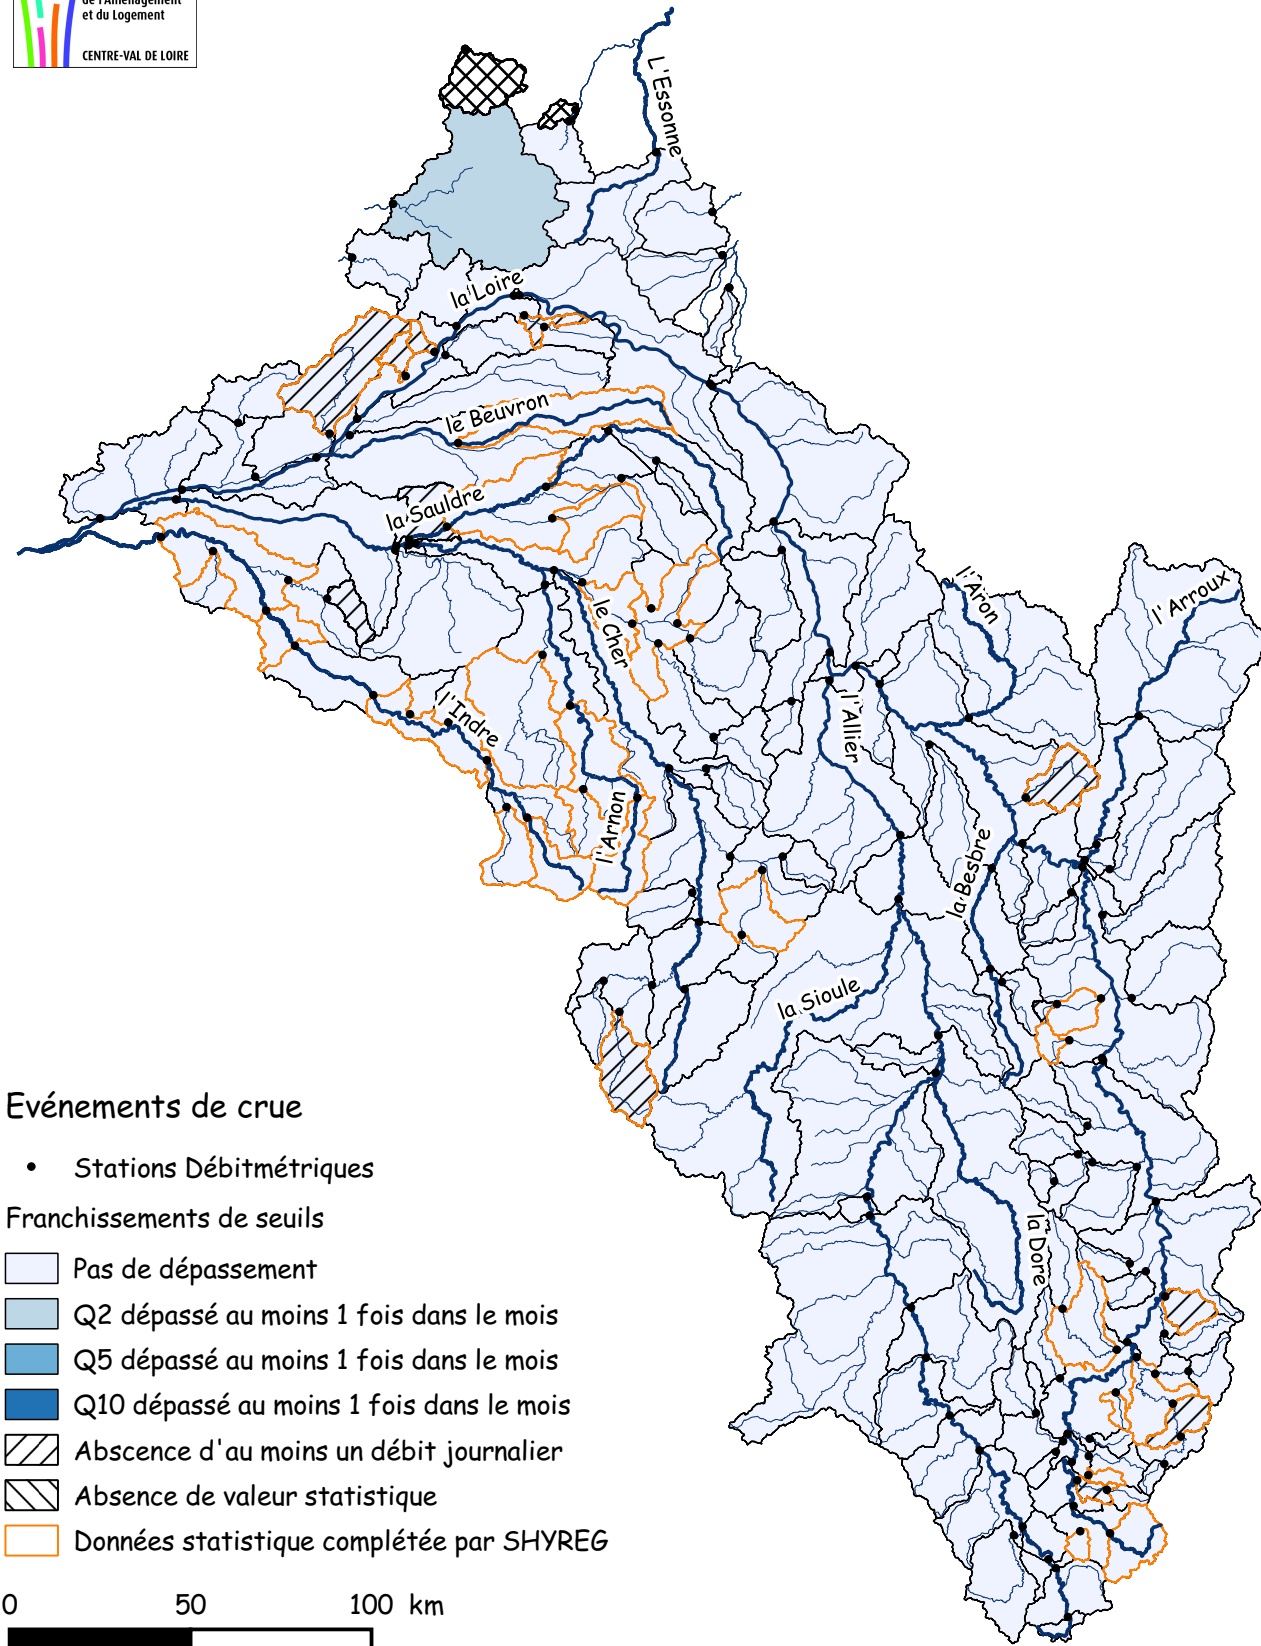 de l'Aménagement
et du Logement
CENTRE-VAL DE LOIRE
L'Essonne
la Loire
le Beuvron
la Sauldre
le Cher
l'Indre
l'Arnon
l'Allier
l'Aron
l'Arroux
la Besbre
la Sioule
la Dore
Evénements de crue
Stations Débitmétriques
Franchissements de seuils
Pas de dépassement
Q2 dépassé au moins 1 fois dans le mois
Q5 dépassé au moins 1 fois dans le mois
Q10 dépassé au moins 1 fois dans le mois
Abscence d'au moins un débit journalier
Absence de valeur statistique
Données statistique complétée par SHYREG
0 50 100 km